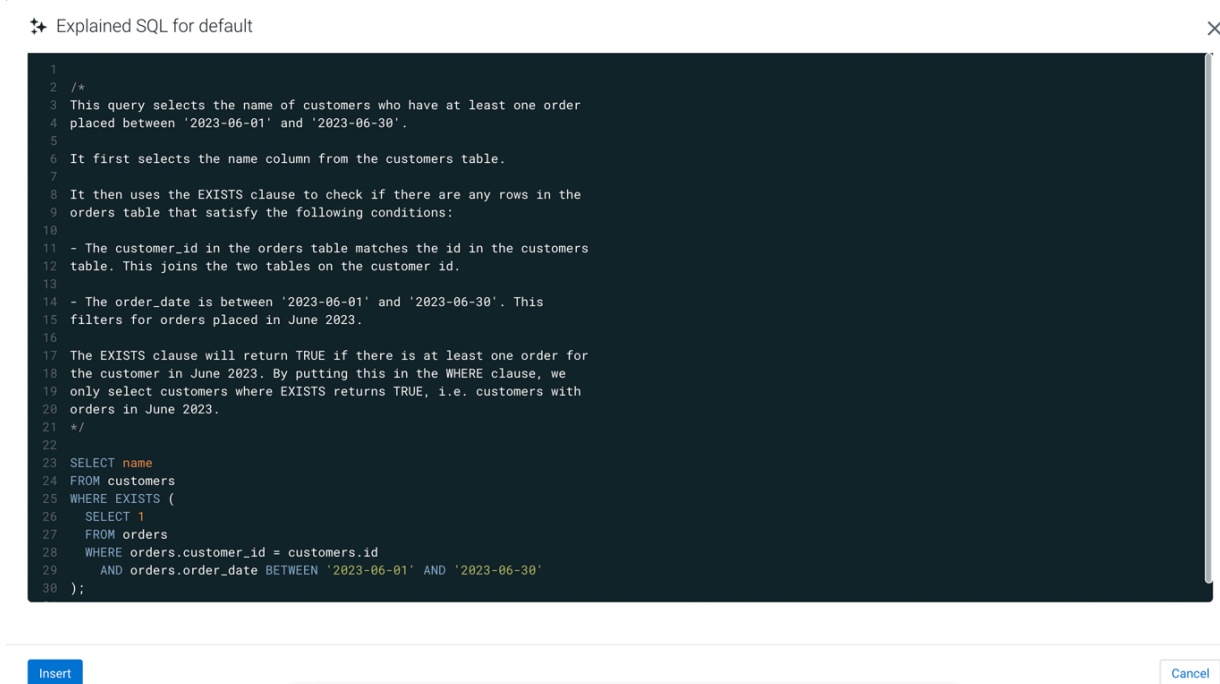 Explained SQL for default
1
2 /*
3 This query selects the name of customers who have at least one order
4 placed between '2023-06-01' and '2023-06-30'.
5
6 It first selects the name column from the customers table.
7
8 It then uses the EXISTS clause to check if there are any rows in the
9 orders table that satisfy the following conditions:
10
11 - The customer_id in the orders table matches the id in the customers
12 table. This joins the two tables on the customer id.
13
14 - The order_date is between '2023-06-01' and '2023-06-30'. This
15 filters for orders placed in June 2023.
16
17 The EXISTS clause will return TRUE if there is at least one order for
18 the customer in June 2023. By putting this in the WHERE clause, we
19 only select customers where EXISTS returns TRUE, i.e. customers with
20 orders in June 2023.
21 */
22
23 SELECT name
24 FROM customers
25 WHERE EXISTS (
26   SELECT 1
27   FROM orders
28   WHERE orders.customer_id = customers.id
29     AND orders.order_date BETWEEN '2023-06-01' AND '2023-06-30'
30 );
Insert
Cancel